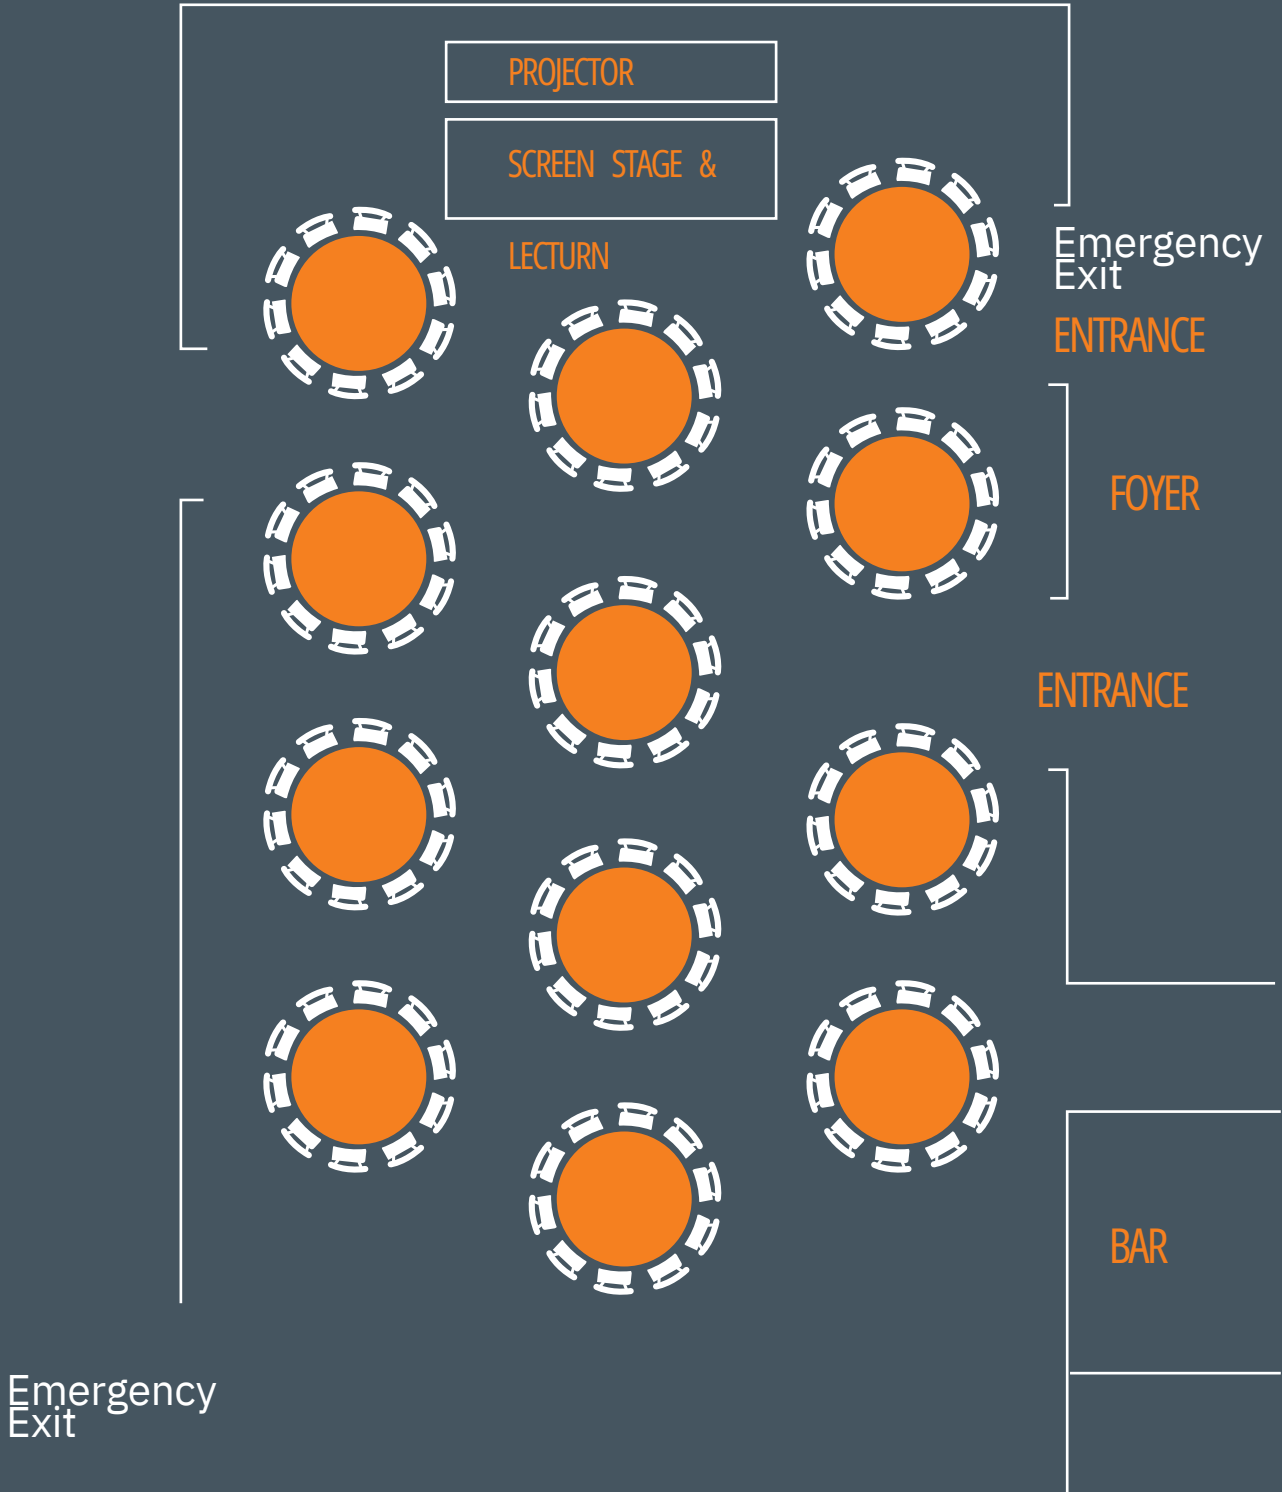 PROJECTOR
SCREEN STAGE &
LECTURN
Emergency
Exit
ENTRANCE
FOYER
ENTRANCE
BAR
Emergency
Exit